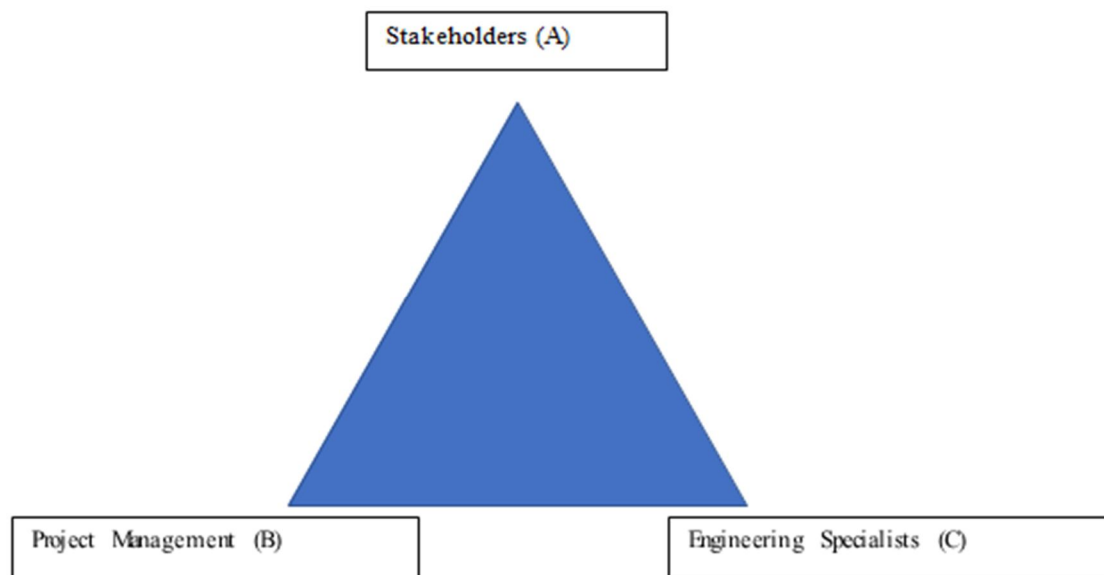 Stakeholders (A)
Project Management (B)
Engineering Specialists (C)